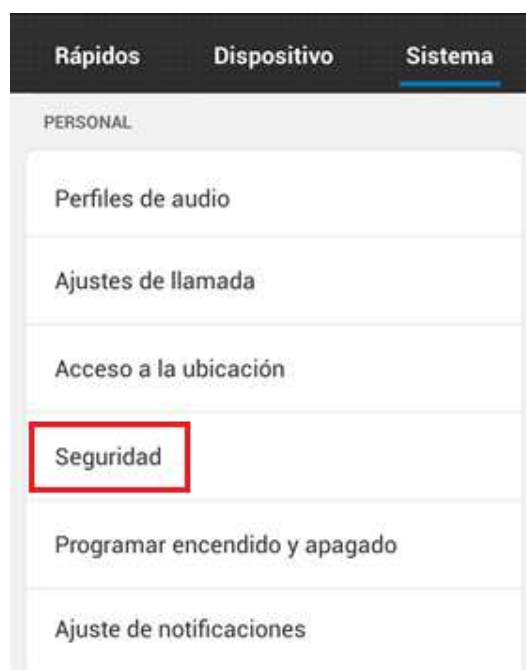 Rápidos Dispositivo Sistema
PERSONAL
Perfiles de audio
Ajustes de llamada
Acceso a la ubicación
Seguridad
Programar encendido y apagado
Ajuste de notificaciones